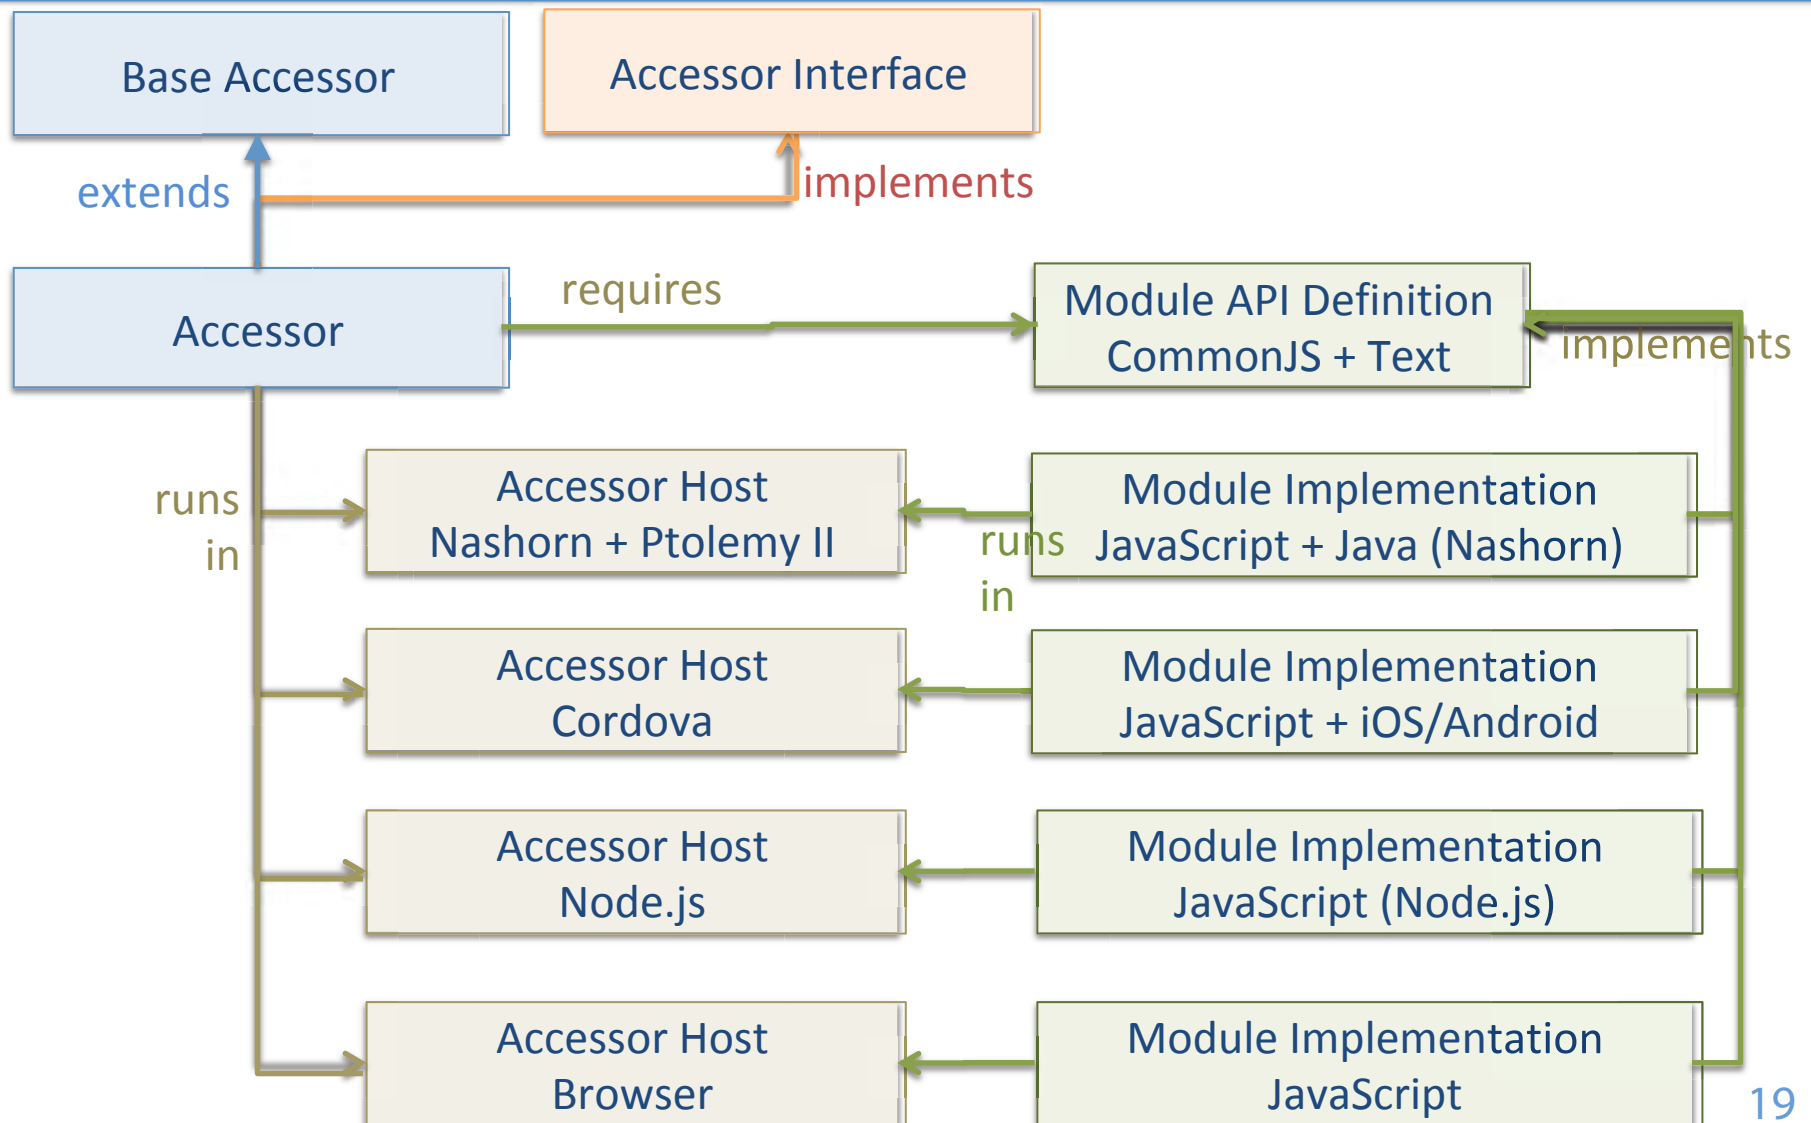 Base Accessor
Accessor Interface
extends
implements
Accessor
requires
Module API Definition
CommonJS + Text
implements
runs
in
Accessor Host
Nashorn + Ptolemy II
runs
in
Module Implementation
JavaScript + Java (Nashorn)
Accessor Host
Cordova
Module Implementation
JavaScript + iOS/Android
Accessor Host
Node.js
Module Implementation
JavaScript (Node.js)
Accessor Host
Browser
Module Implementation
JavaScript
19